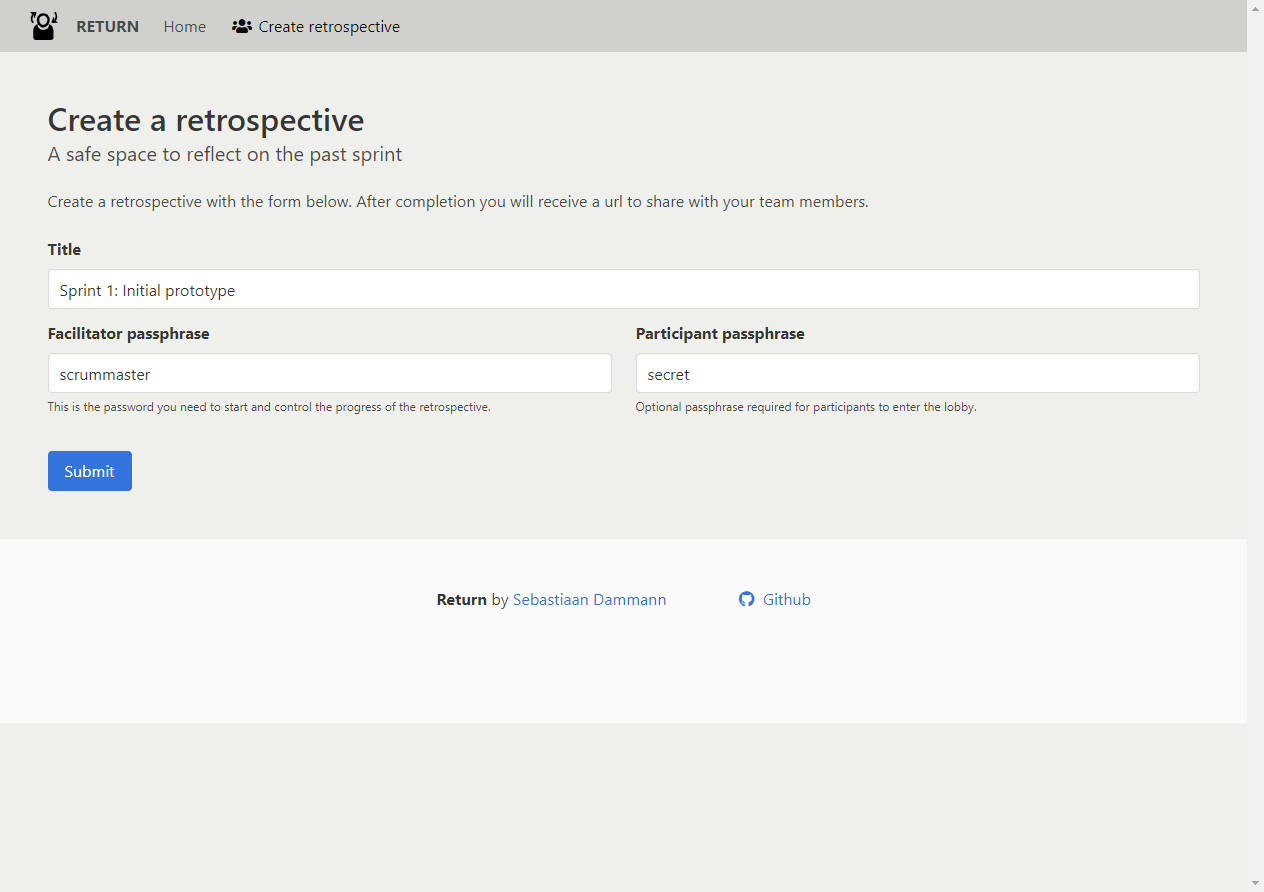 RETURN Home Create retrospective
Create a retrospective
A safe space to reflect on the past sprint
Create a retrospective with the form below. After completion you will receive a url to share with your team members.
Title
Sprint 1: Initial prototype
Facilitator passphrase Participant passphrase
scrummaster secret
This is the password you need to start and control the progress of the retrospective. Optional passphrase required for participants to enter the lobby.
Submit
Return by Sebastiaan Dammann Github